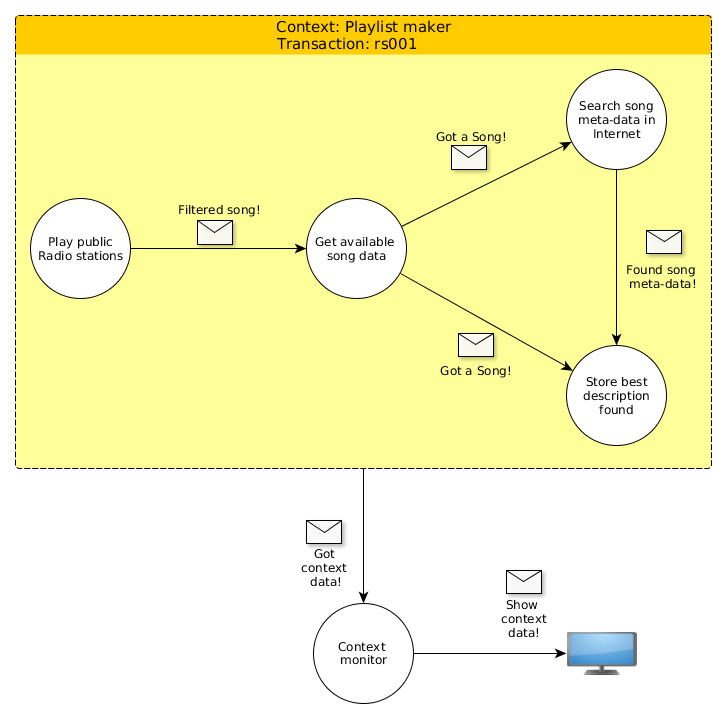 Context: Playlist maker
Transaction: rs001
Search song
meta-data in
Internet
Got a Song!
Filtered song!
Play public
Radio stations
Get available
song data
Found song
meta-data!
Got a Song!
Store best
description
found
Got
context
data!
Show
context
data!
Context
monitor